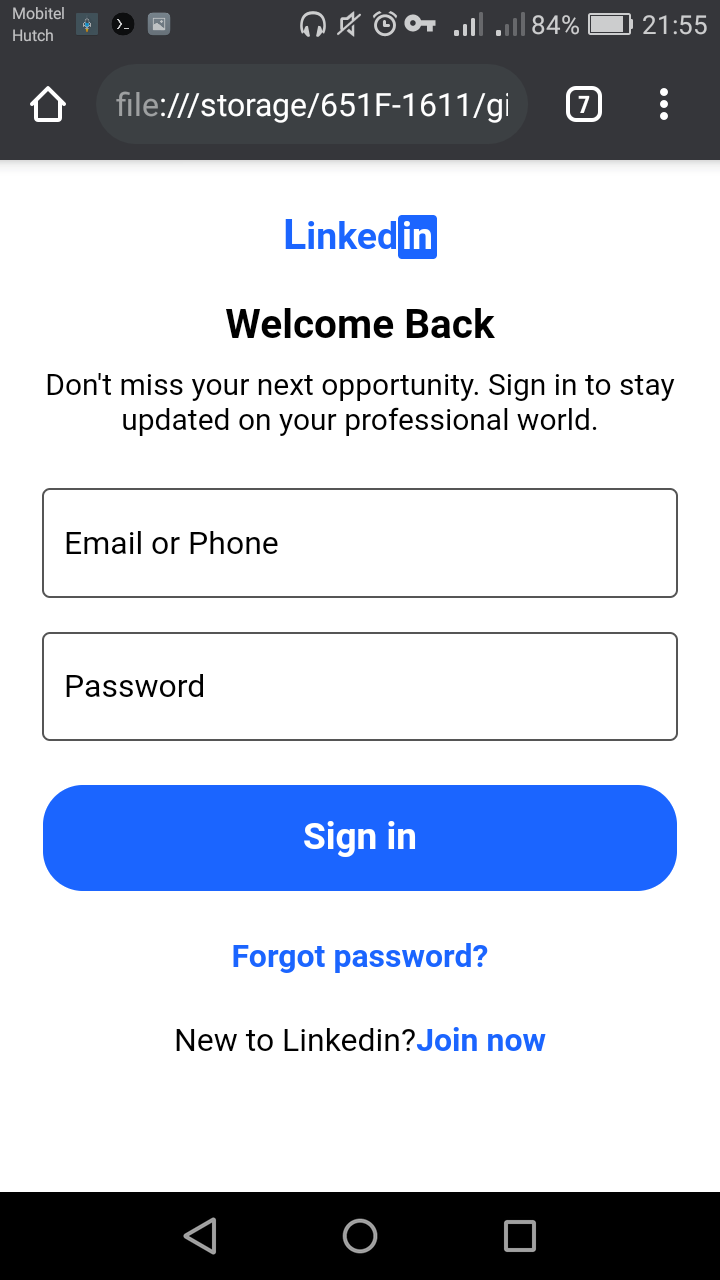 Mobitel
Hutch
84% 21:55
file:///storage/651F-1611/gi
7
Linkedin
Welcome Back
Don't miss your next opportunity. Sign in to stay
updated on your professional world.
Email or Phone
Password
Sign in
Forgot password?
New to Linkedin?Join now